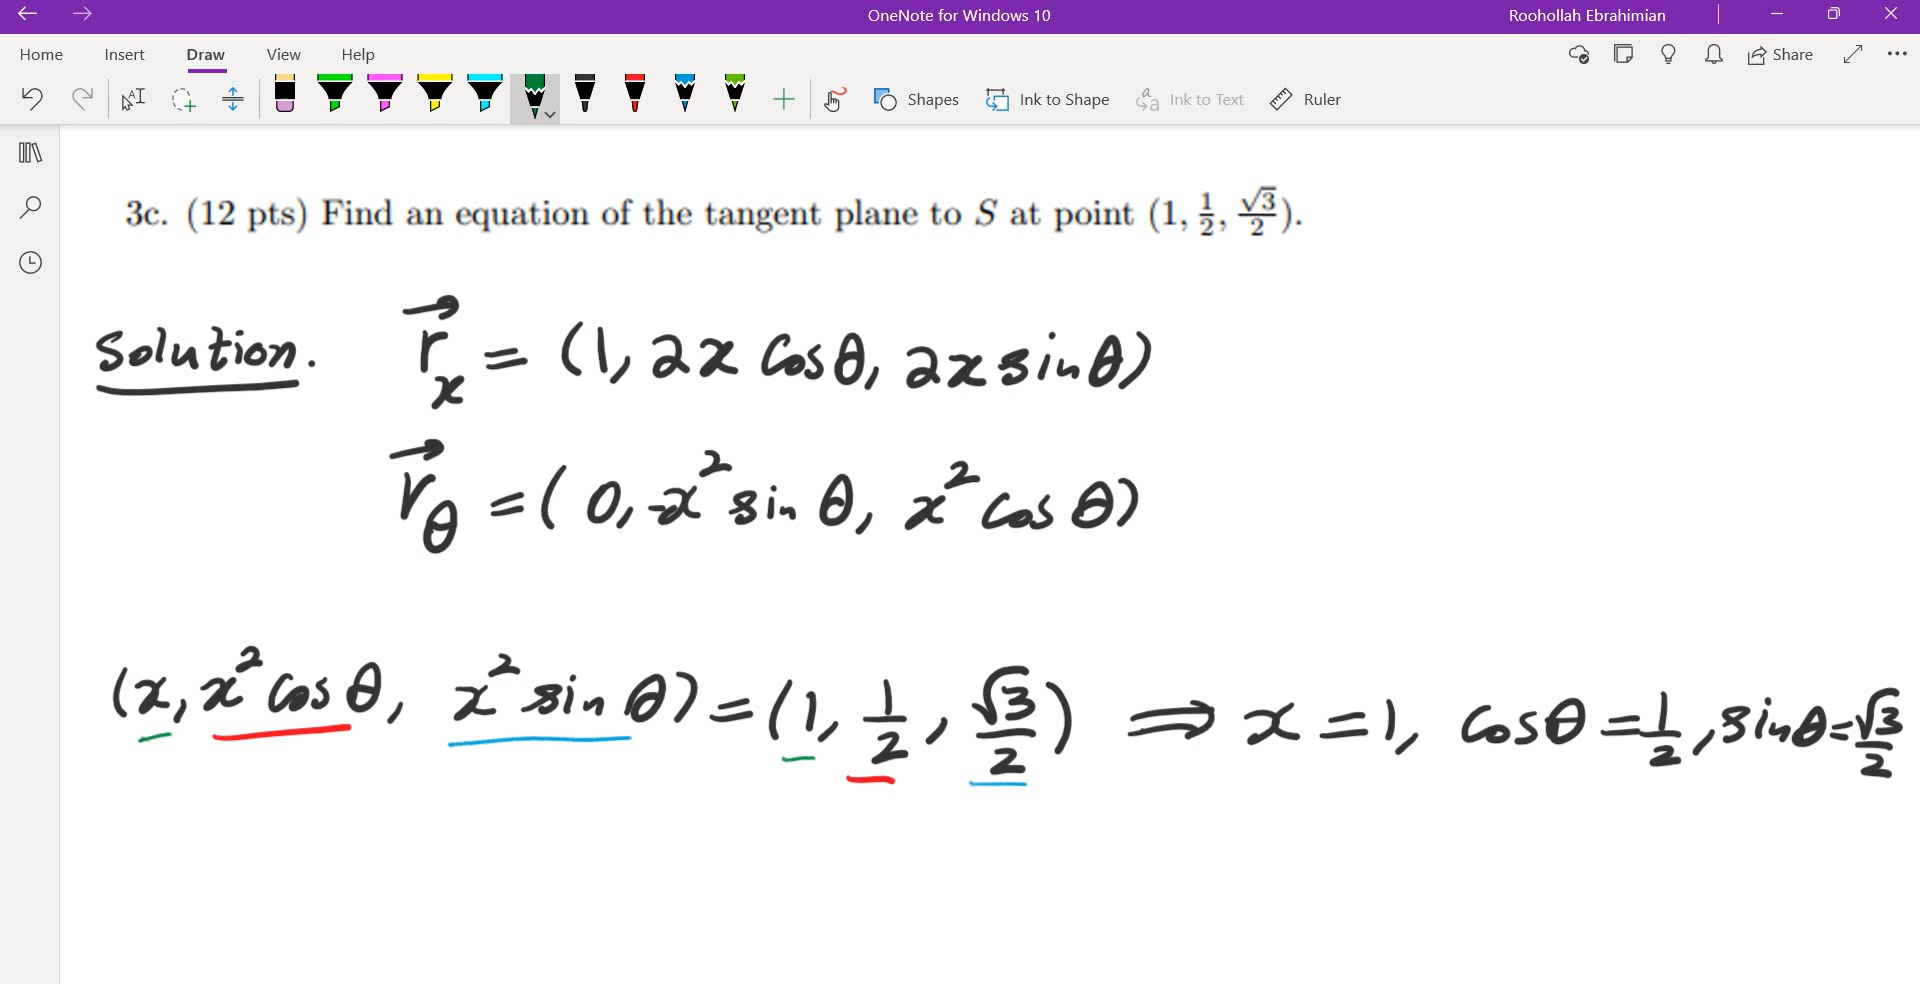 OneNote for Windows 10
Roohollah Ebrahimian
Home Insert Draw View Help
Share
Shapes Ink to Shape Ink to Text Ruler
3c. (12 pts) Find an equation of the tangent plane to S at point (1, 1/2, √3/2).
Solution. r⃗_x = (1, 2x cosθ, 2x sinθ)
r⃗_θ = (0, -x² sin θ, x² cos θ)
(x, x² cos θ, x² sin θ) = (1, 1/2, √3/2) ⟹ x = 1, cosθ = 1/2, sinθ = √3/2